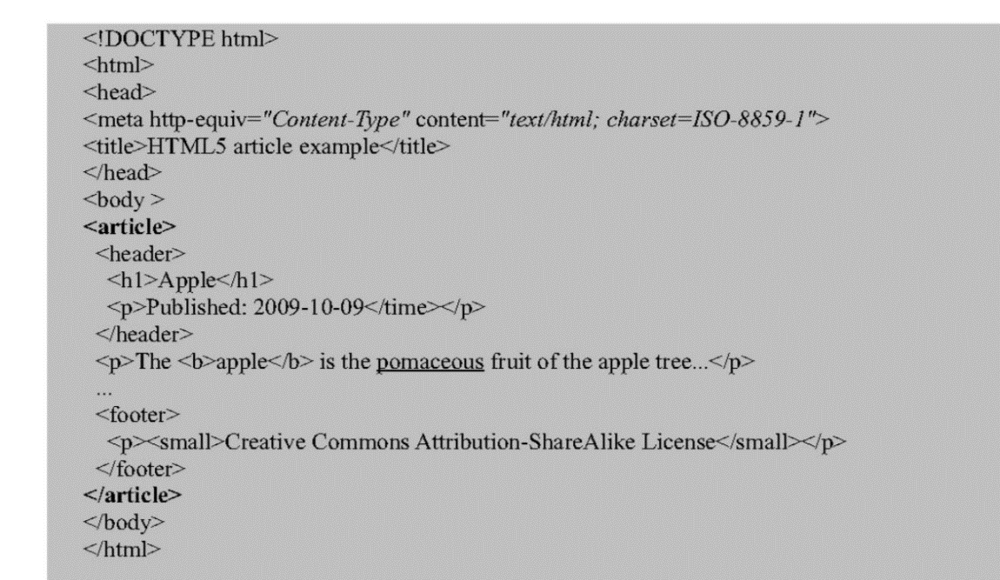 <!DOCTYPE html>
<html>
<head>
<meta http-equiv="Content-Type" content="text/html; charset=ISO-8859-1">
<title>HTML5 article example</title>
</head>
<body >
<article>
<header>
<h1>Apple</h1>
<p>Published: 2009-10-09</time></p>
</header>
<p>The <b>apple</b> is the pomaceous fruit of the apple tree...</p>
...
<footer>
<p><small>Creative Commons Attribution-ShareAlike License</small></p>
</footer>
</article>
</body>
</html>